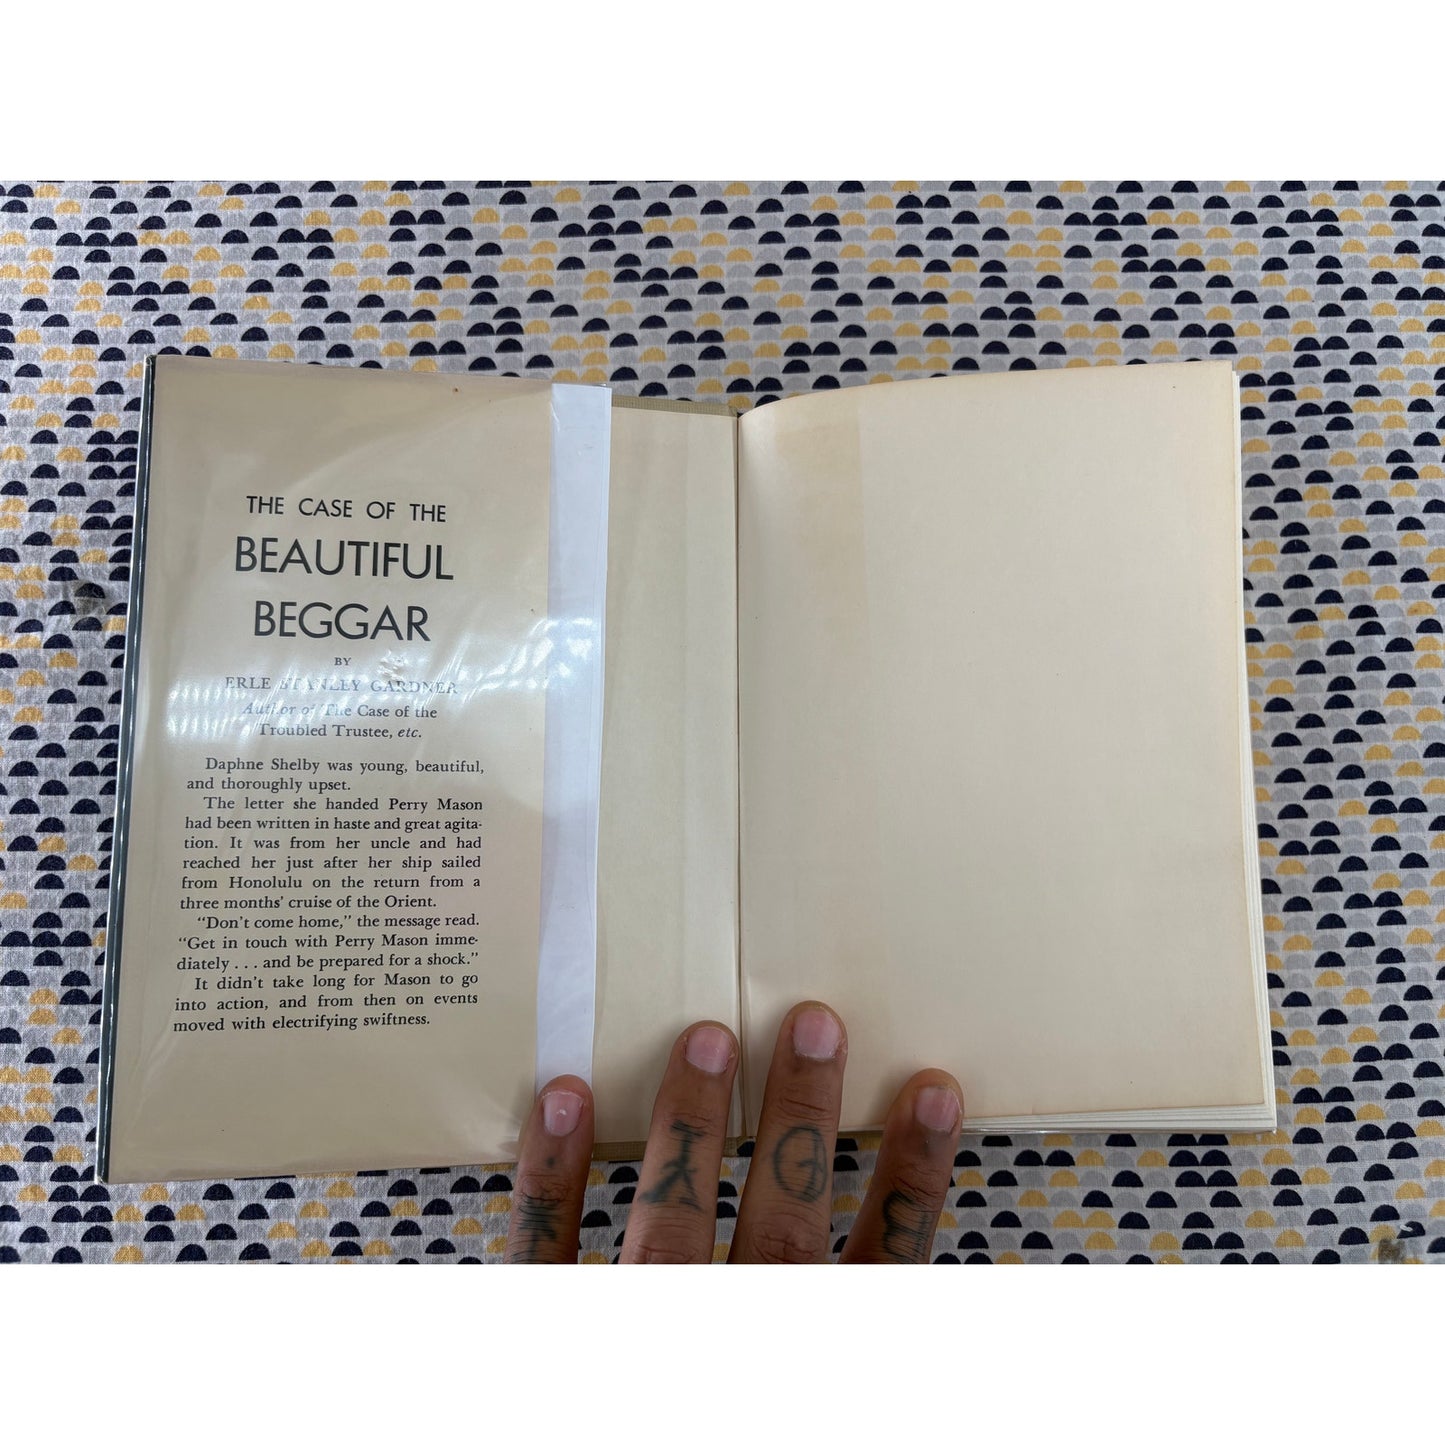 THE CASE OF THE
BEAUTIFUL
BEGGAR
BY
ERLE STANLEY GARDNER
Author of The Case of the
Troubled Trustee, etc.
Daphne Shelby was young, beautiful,
and thoroughly upset.
The letter she handed Perry Mason
had been written in haste and great agita-
tion. It was from her uncle and had
reached her just after her ship sailed
from Honolulu on the return from a
three months' cruise of the Orient.
"Don't come home," the message read.
"Get in touch with Perry Mason imme-
diately . . . and be prepared for a shock."
It didn't take long for Mason to go
into action, and from then on events
moved with electrifying swiftness.